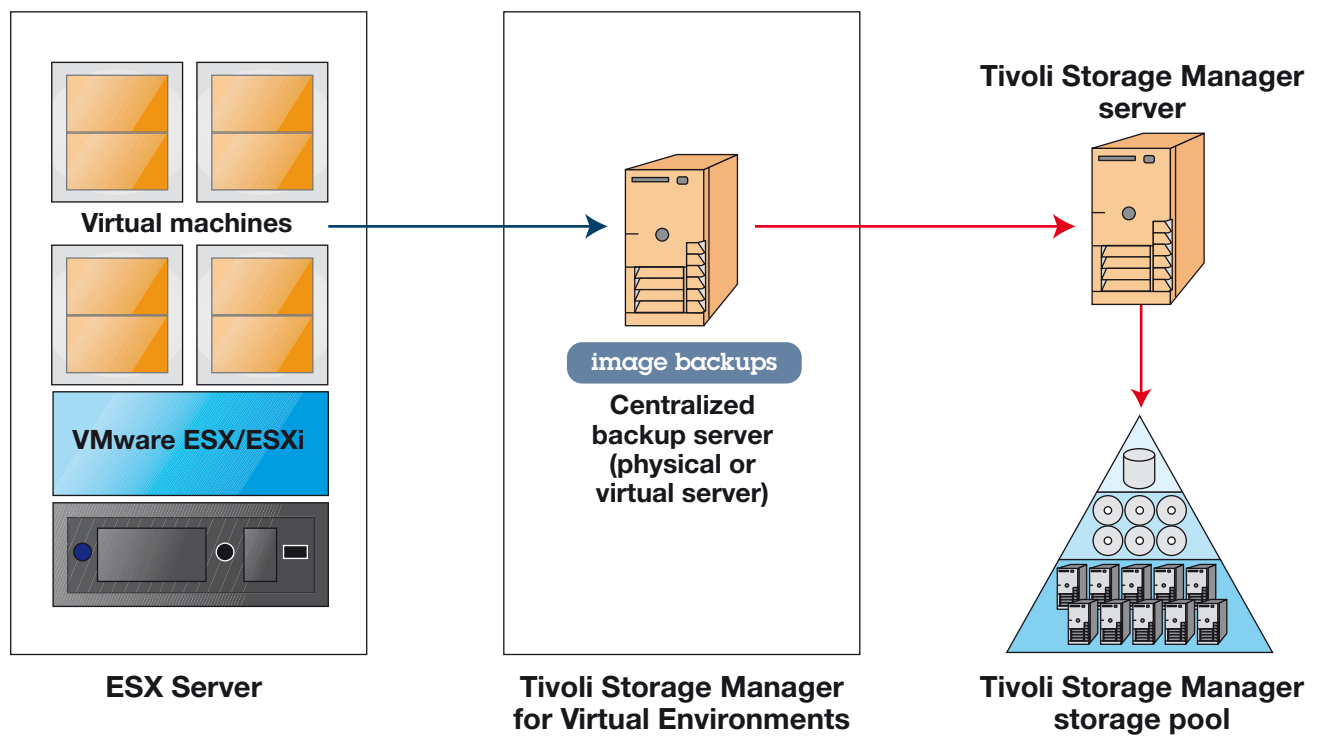 Virtual machines
VMware ESX/ESXi
ESX Server
image backups
Centralized
backup server
(physical or
virtual server)
Tivoli Storage Manager
for Virtual Environments
Tivoli Storage Manager
server
Tivoli Storage Manager
storage pool